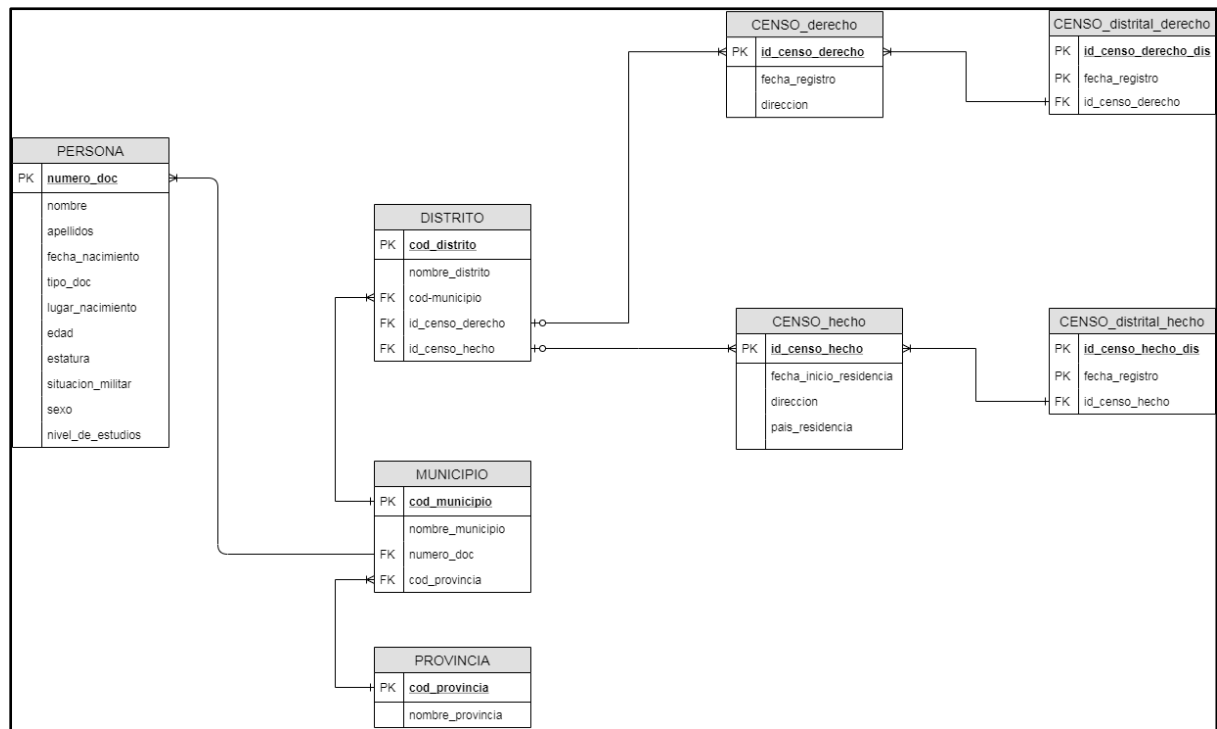 CENSO_derecho
PK id_censo_derecho
fecha_registro
direccion
CENSO_distrital_derecho
PK id_censo_derecho_dis
PK fecha_registro
FK id_censo_derecho
PERSONA
PK numero_doc
nombre
apellidos
fecha_nacimiento
tipo_doc
lugar_nacimiento
edad
estatura
situacion_militar
sexo
nivel_de_estudios
DISTRITO
PK cod_distrito
nombre_distrito
FK cod-municipio
FK id_censo_derecho
FK id_censo_hecho
CENSO_hecho
PK id_censo_hecho
fecha_inicio_residencia
direccion
pais_residencia
CENSO_distrital_hecho
PK id_censo_hecho_dis
PK fecha_registro
FK id_censo_hecho
MUNICIPIO
PK cod_municipio
nombre_municipio
FK numero_doc
FK cod_provincia
PROVINCIA
PK cod_provincia
nombre_provincia